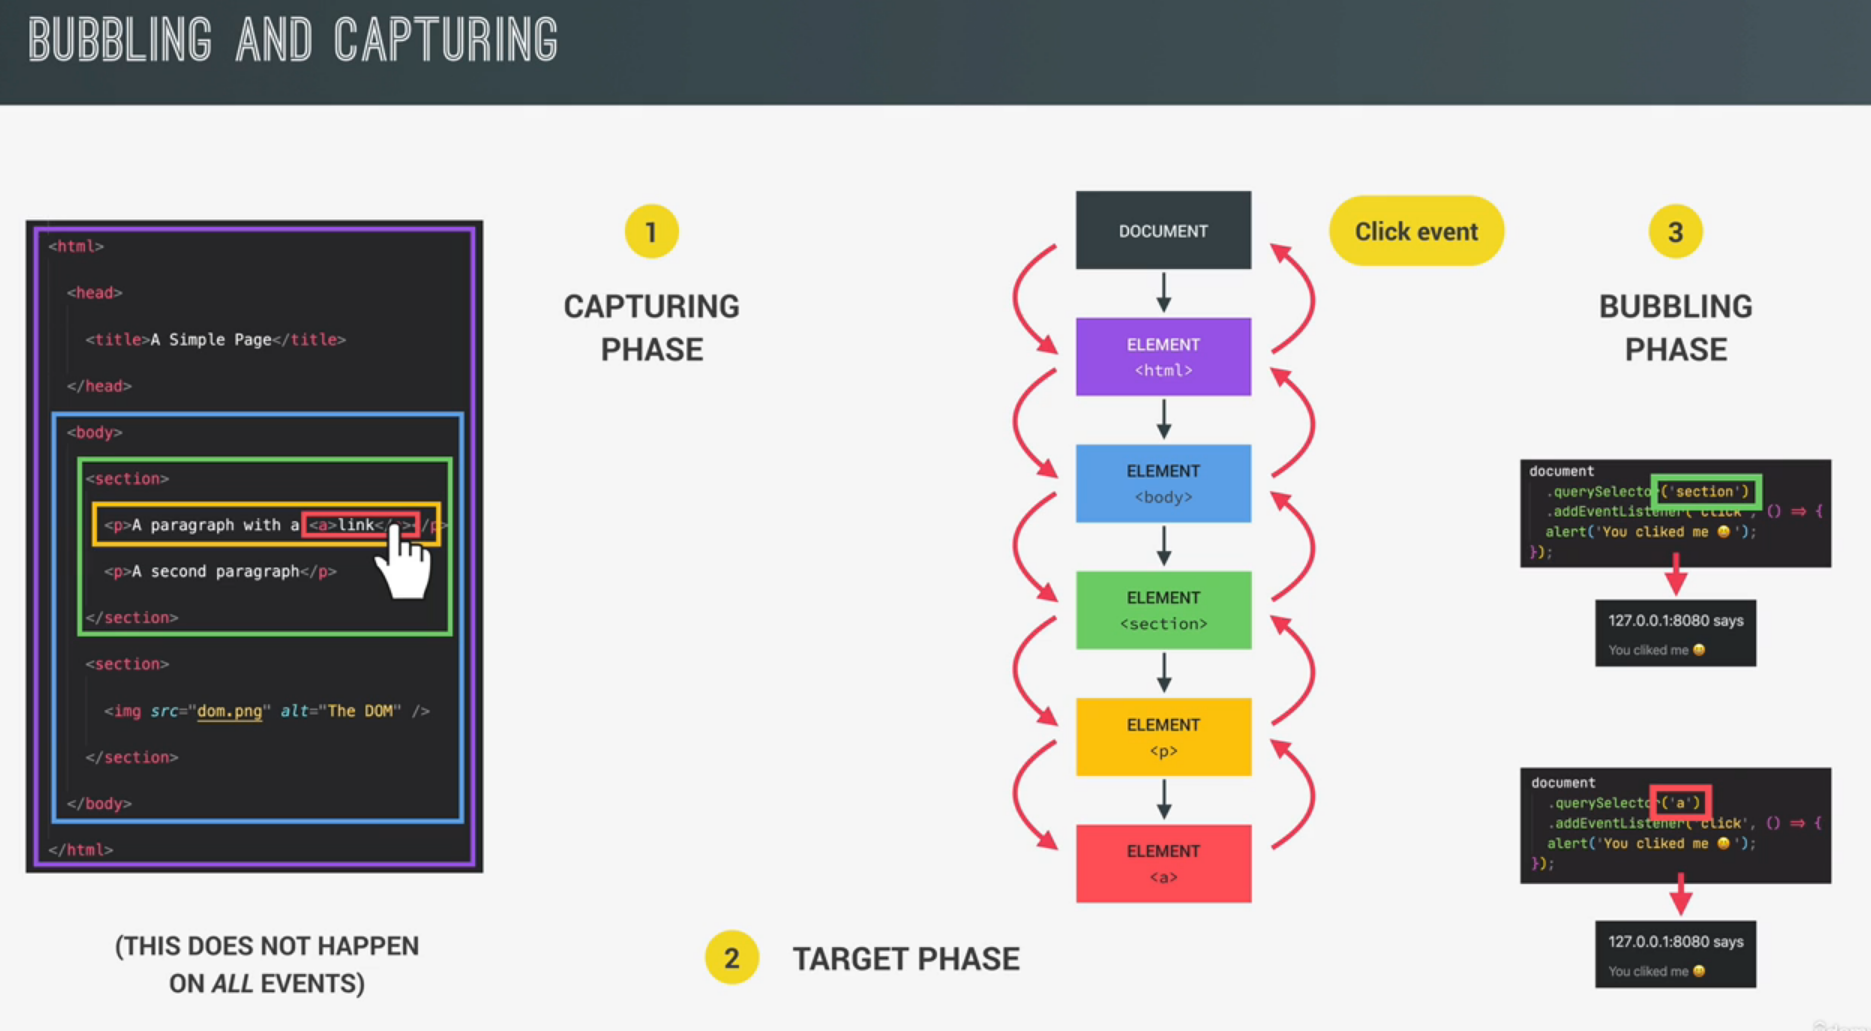 BUBBLING AND CAPTURING
<html>
<head>
<title>A Simple Page</title>
</head>
<body>
<section>
<p>A paragraph with a <a>link</a></p>
<p>A second paragraph</p>
</section>
<section>
<img src="dom.png" alt="The DOM" />
</section>
</body>
</html>
(THIS DOES NOT HAPPEN
ON ALL EVENTS)
1
CAPTURING
PHASE
2
TARGET PHASE
DOCUMENT
ELEMENT
<html>
ELEMENT
<body>
ELEMENT
<section>
ELEMENT
<p>
ELEMENT
<a>
Click event
3
BUBBLING
PHASE
document
.querySelector('section')
.addEventListener('click', () => {
alert('You cliked me 😀');
});
127.0.0.1:8080 says
You cliked me 😀
document
.querySelector('a')
.addEventListener('click', () => {
alert('You cliked me 😀');
});
127.0.0.1:8080 says
You cliked me 😀